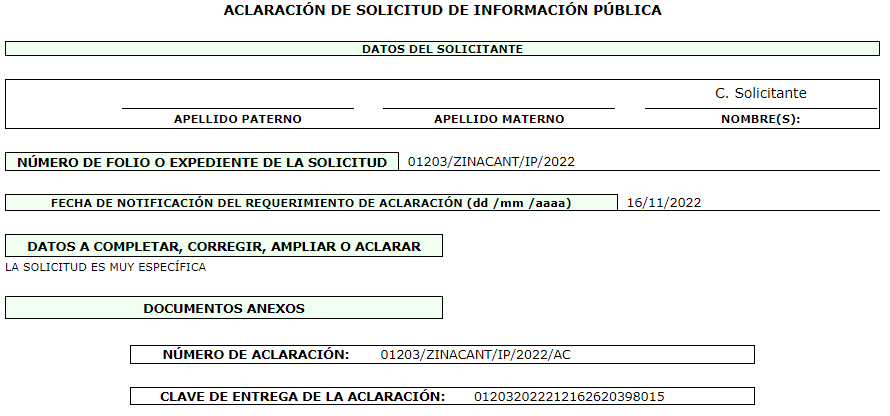 ACLARACIÓN DE SOLICITUD DE INFORMACIÓN PÚBLICA
DATOS DEL SOLICITANTE
C. Solicitante
APELLIDO PATERNO APELLIDO MATERNO NOMBRE(S):
NÚMERO DE FOLIO O EXPEDIENTE DE LA SOLICITUD 01203/ZINACANT/IP/2022
FECHA DE NOTIFICACIÓN DEL REQUERIMIENTO DE ACLARACIÓN (dd /mm /aaaa) 16/11/2022
DATOS A COMPLETAR, CORREGIR, AMPLIAR O ACLARAR
LA SOLICITUD ES MUY ESPECÍFICA
DOCUMENTOS ANEXOS
NÚMERO DE ACLARACIÓN: 01203/ZINACANT/IP/2022/AC
CLAVE DE ENTREGA DE LA ACLARACIÓN: 012032022212162620398015